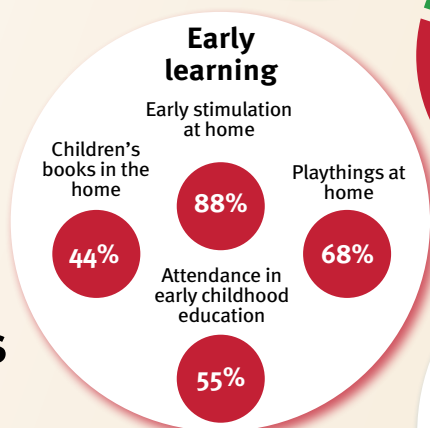 Early
learning
Early stimulation
at home
88%
Children’s
books in the
home
44%
Playthings at
home
68%
Attendance in
early childhood
education
55%
s